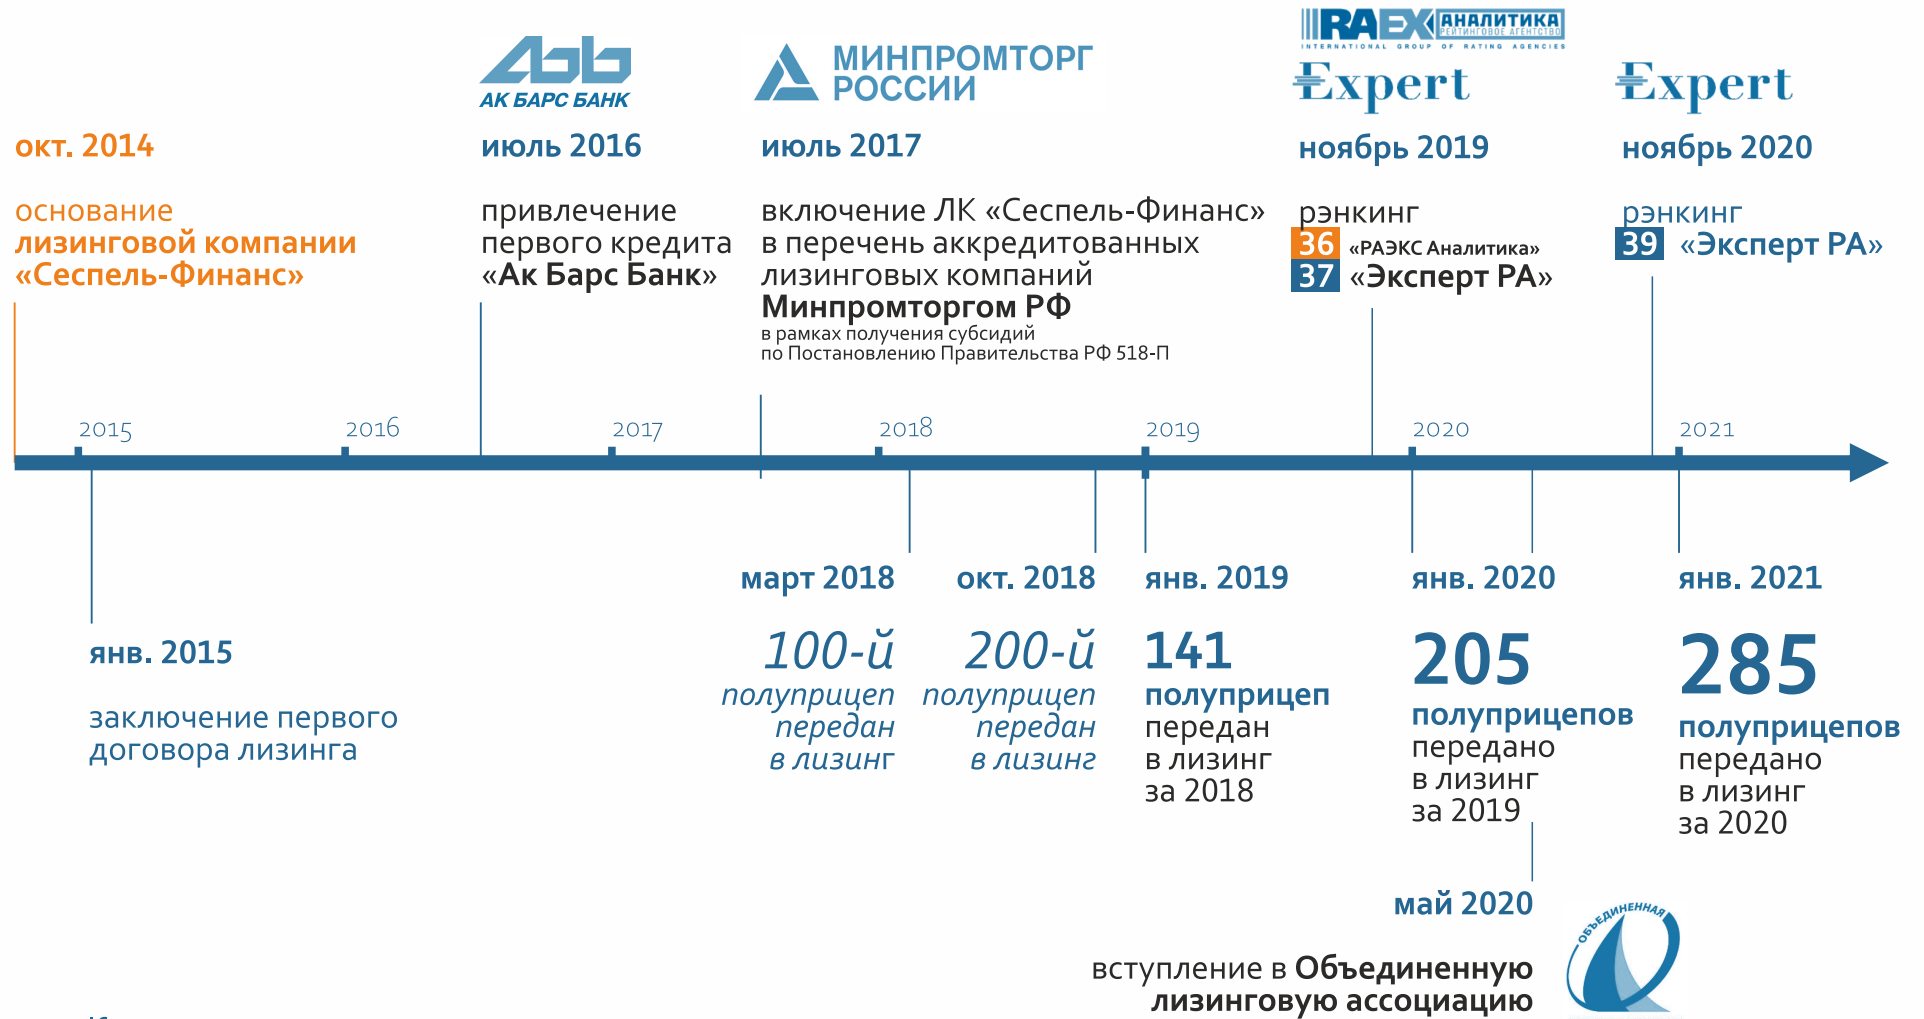 АК БАРС БАНК
МИНПРОМТОРГ
РОССИИ
RAEX АНАЛИТИКА
РЕЙТИНГОВОЕ АГЕНТСТВО
INTERNATIONAL GROUP OF RATING AGENCIES
Expert
Expert
окт. 2014
основание
лизинговой компании
«Сеспель-Финанс»
июль 2016
привлечение
первого кредита
«Ак Барс Банк»
июль 2017
включение ЛК «Сеспель-Финанс»
в перечень аккредитованных
лизинговых компаний
Минпромторгом РФ
в рамках получения субсидий
по Постановлению Правительства РФ 518-П
ноябрь 2019
рэнкинг
36 «РАЭКС Аналитика»
37 «Эксперт РА»
ноябрь 2020
рэнкинг
39 «Эксперт РА»
2015
2016
2017
2018
2019
2020
2021
янв. 2015
заключение первого
договора лизинга
март 2018
100-й
полуприцеп
передан
в лизинг
окт. 2018
200-й
полуприцеп
передан
в лизинг
янв. 2019
141
полуприцеп
передан
в лизинг
за 2018
янв. 2020
205
полуприцепов
передано
в лизинг
за 2019
янв. 2021
285
полуприцепов
передано
в лизинг
за 2020
май 2020
вступление в Объединенную
лизинговую ассоциацию
ОБЪЕДИНЕННАЯ